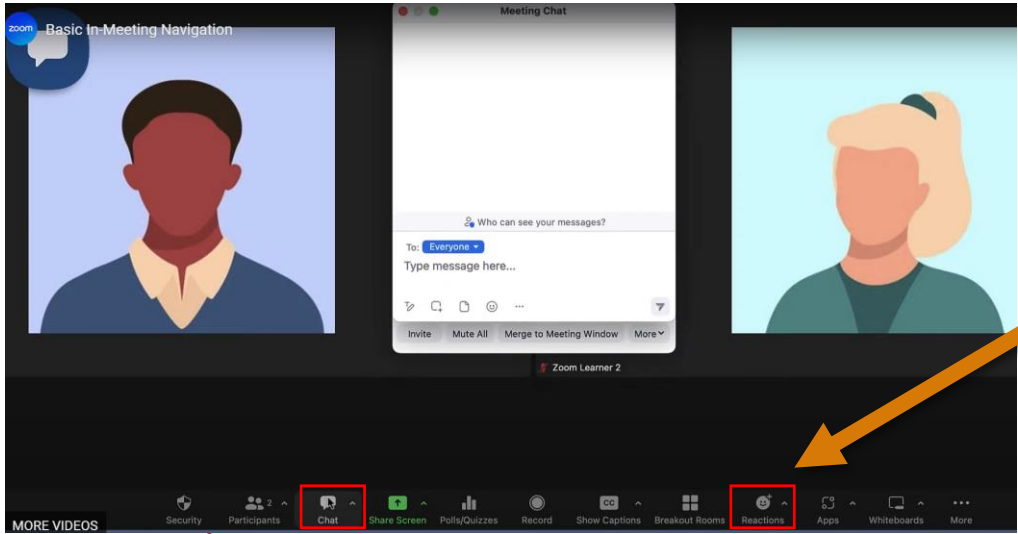 Meeting Chat
zoom Basic In-Meeting Navigation
Who can see your messages?
To: Everyone
Type message here...
Invite Mute All Merge to Meeting Window More
Zoom Learner 2
2
CC
Security Participants Chat Share Screen Polls/Quizzes Record Show Captions Breakout Rooms Reactions Apps Whiteboards More
MORE VIDEOS